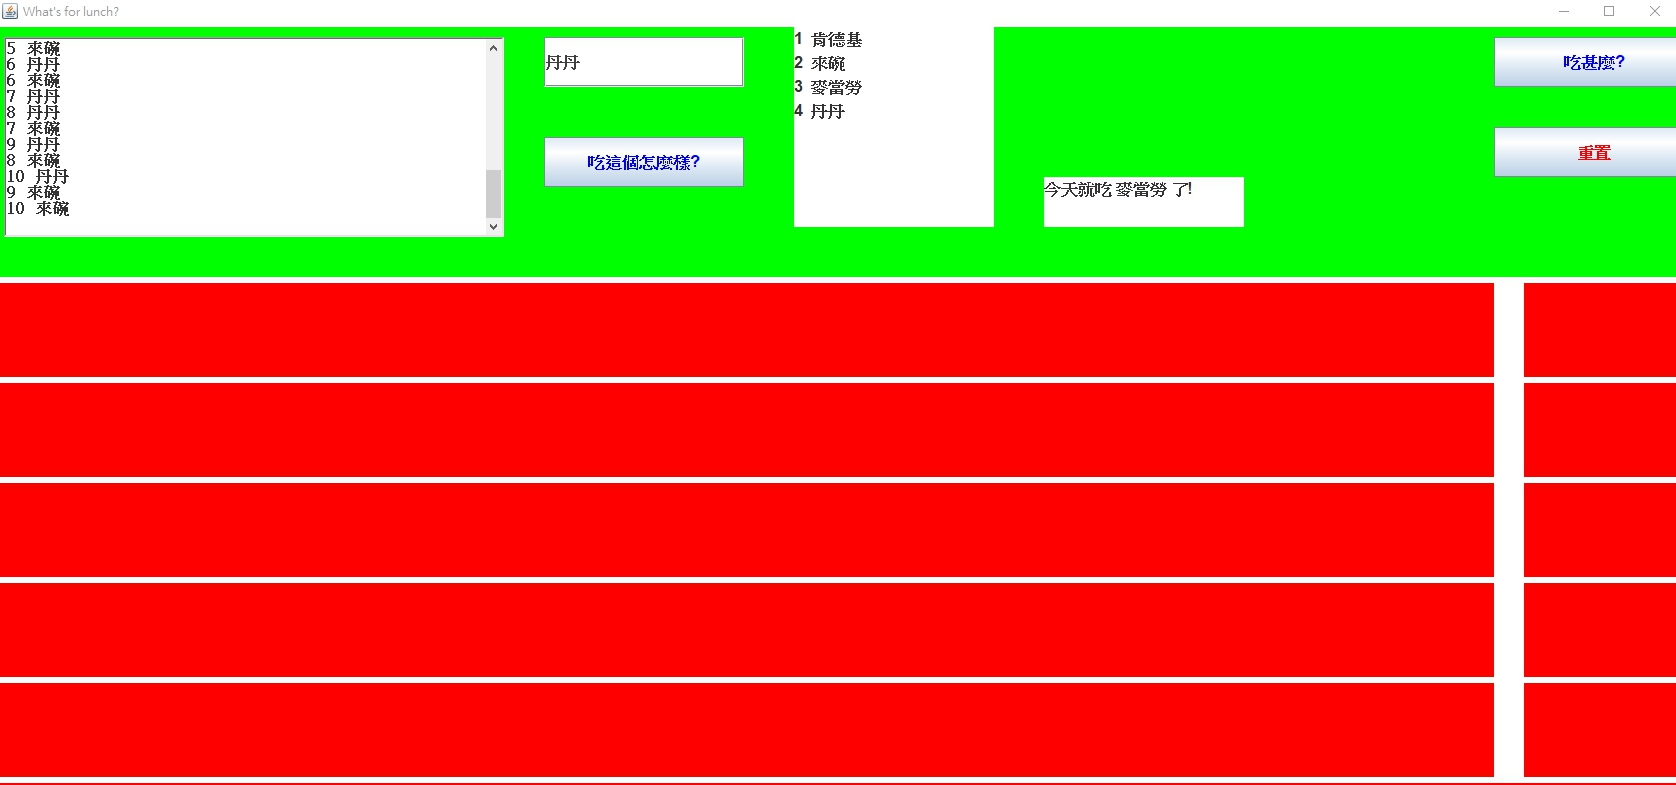 What's for lunch?
5 來碗
6 丹丹
6 來碗
7 丹丹
8 丹丹
7 來碗
9 丹丹
8 來碗
10 丹丹
9 來碗
10 來碗
丹丹
吃這個怎麼樣?
1 肯德基
2 來碗
3 麥當勞
4 丹丹
今天就吃 麥當勞 了!
吃甚麼?
重置